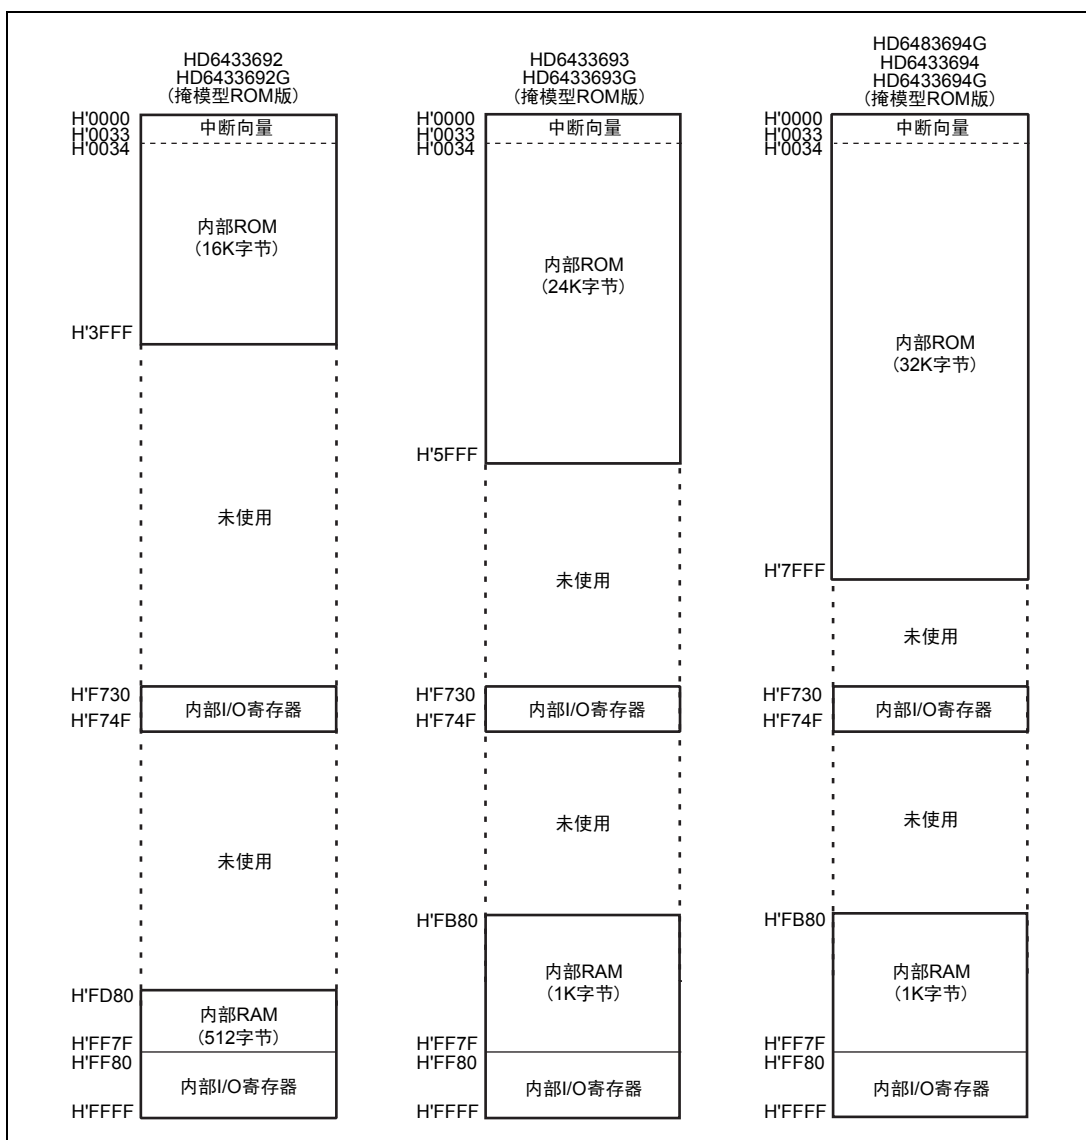 HD6433692
HD6433692G
(掩模型ROM版)
H'0000
H'0033
H'0034
中断向量
内部ROM
(16K字节)
H'3FFF
未使用
H'F730
H'F74F
内部I/O寄存器
未使用
H'FD80
内部RAM
(512字节)
H'FF7F
H'FF80
内部I/O寄存器
H'FFFF
HD6433693
HD6433693G
(掩模型ROM版)
H'0000
H'0033
H'0034
中断向量
内部ROM
(24K字节)
H'5FFF
未使用
H'F730
H'F74F
内部I/O寄存器
未使用
H'FB80
内部RAM
(1K字节)
H'FF7F
H'FF80
内部I/O寄存器
H'FFFF
HD6483694G
HD6433694
HD6433694G
(掩模型ROM版)
H'0000
H'0033
H'0034
中断向量
内部ROM
(32K字节)
H'7FFF
未使用
H'F730
H'F74F
内部I/O寄存器
未使用
H'FB80
内部RAM
(1K字节)
H'FF7F
H'FF80
内部I/O寄存器
H'FFFF